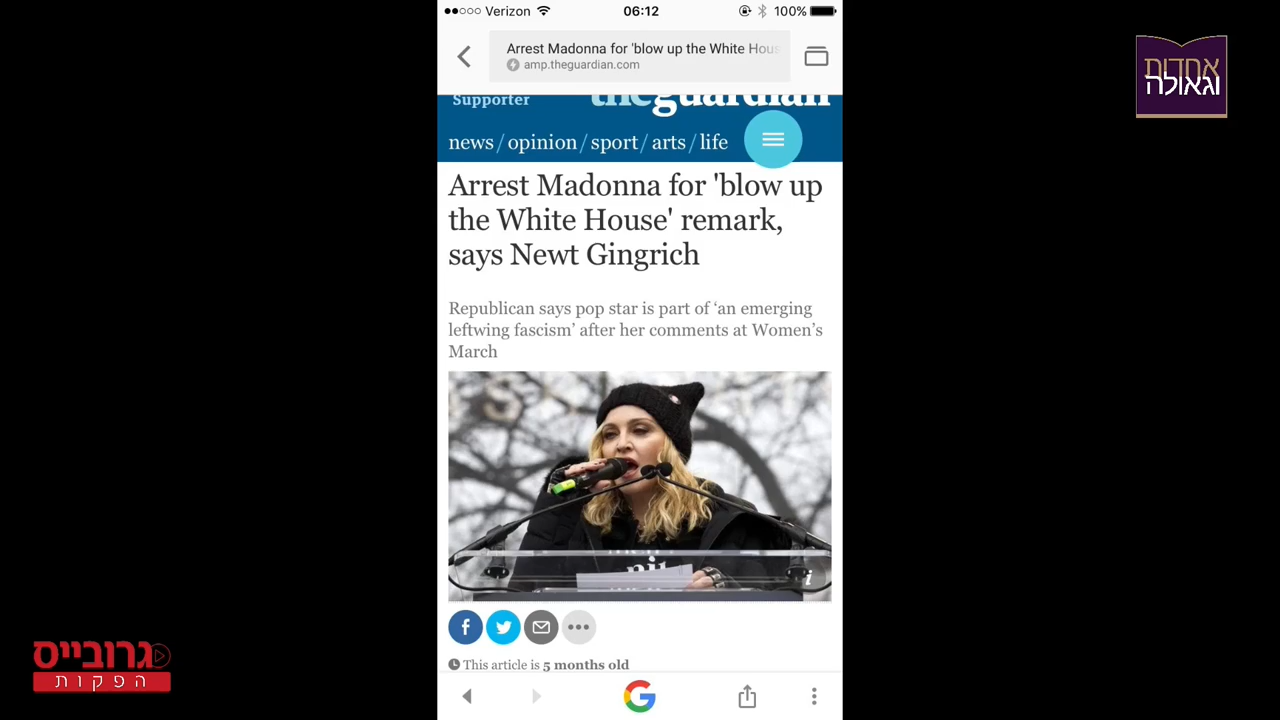 Verizon
06:12
100%
Arrest Madonna for 'blow up the White Hous
amp.theguardian.com
אחדות
וגאולה
Supporter
theguardian
news / opinion / sport / arts / life
Arrest Madonna for 'blow up
the White House' remark,
says Newt Gingrich
Republican says pop star is part of ‘an emerging
leftwing fascism’ after her comments at Women’s
March
This article is 5 months old
גרובייס
הפקות